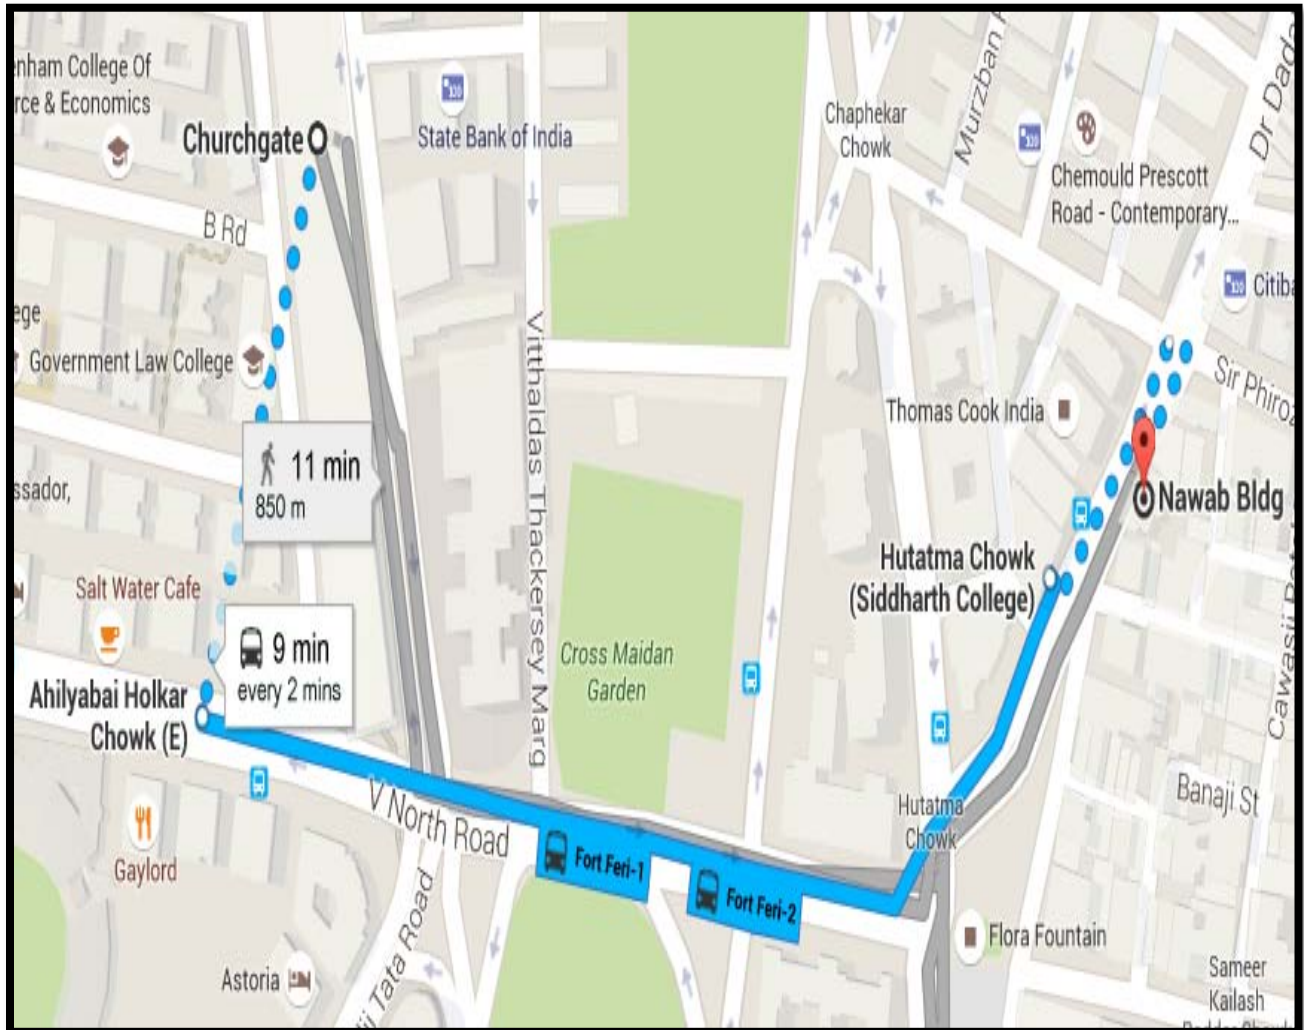 enham College Of
rce & Economics
Churchgate
State Bank of India
Chaphekar
Chowk
Murzban
Dr Dada
Chemould Prescott
Road - Contemporary...
B Rd
Citiba
ege
Government Law College
Vitthaldas Thackersey Marg
Sir Phiroz
Thomas Cook India
11 min
850 m
ssador,
Nawab Bldg
Hutatma Chowk
(Siddharth College)
Salt Water Cafe
9 min
every 2 mins
Cross Maidan
Garden
Ahilyabai Holkar
Chowk (E)
V North Road
Hutatma
Chowk
Banaji St
Fort Feri-1
Fort Feri-2
Gaylord
Flora Fountain
Astoria
Tata Road
Sameer
Kailash